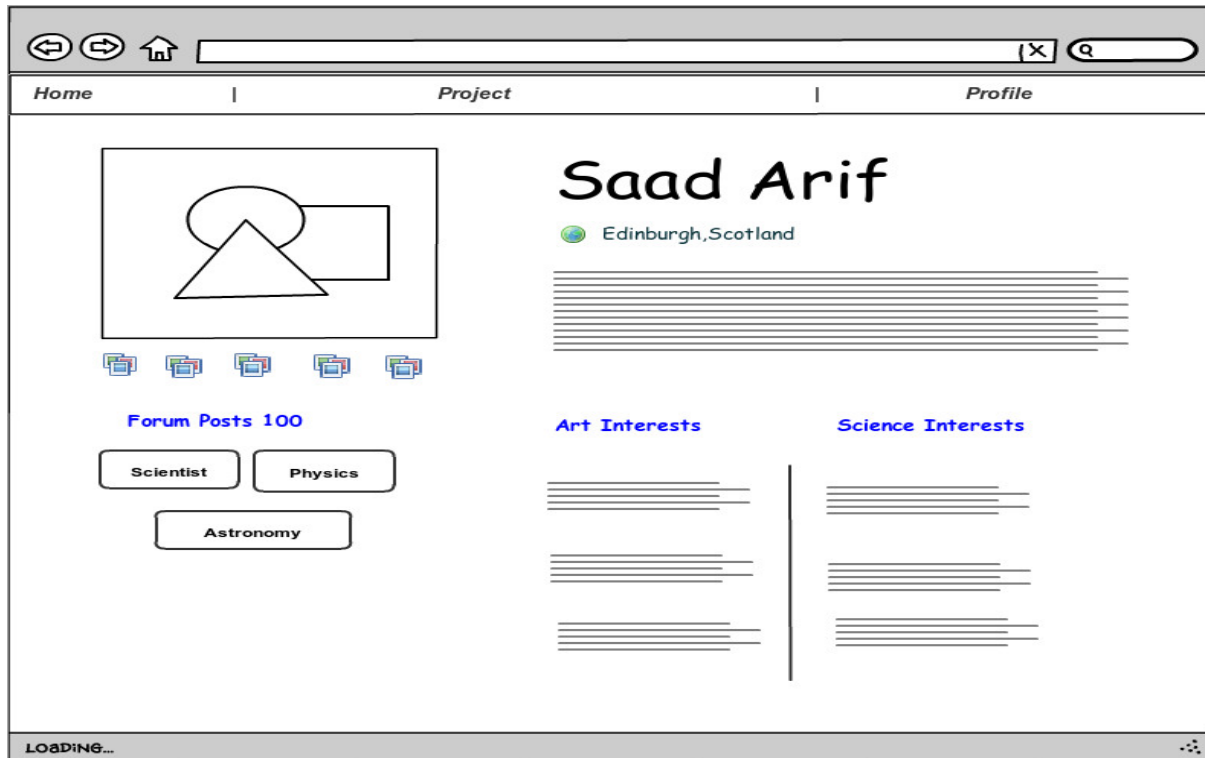 Home | Project | Profile
Saad Arif
Edinburgh,Scotland
Forum Posts 100
Scientist
Physics
Astronomy
Art Interests
Science Interests
LOADING...